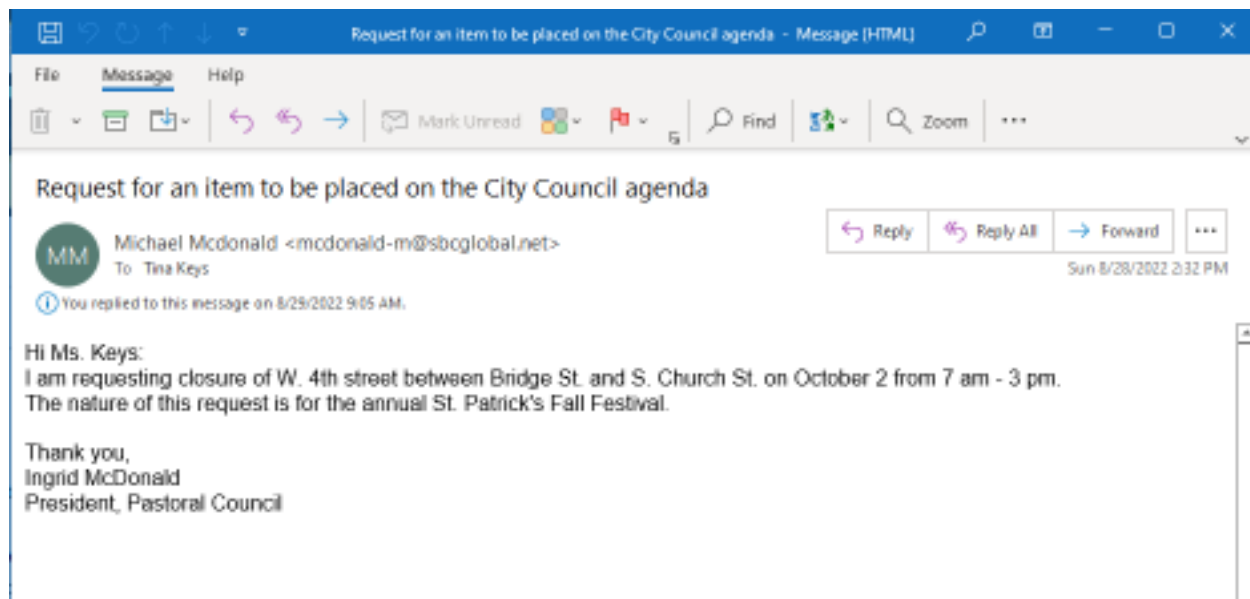 Request for an item to be placed on the City Council agenda - Message (HTML)
File Message Help
Mark Unread Find Zoom ...
Request for an item to be placed on the City Council agenda
MM
Michael Mcdonald <mcdonald-m@sbcglobal.net>
To Tina Keys
Reply Reply All Forward ...
Sun 8/28/2022 2:32 PM
You replied to this message on 8/29/2022 9:05 AM.
Hi Ms. Keys:
I am requesting closure of W. 4th street between Bridge St. and S. Church St. on October 2 from 7 am - 3 pm.
The nature of this request is for the annual St. Patrick's Fall Festival.
Thank you,
Ingrid McDonald
President, Pastoral Council